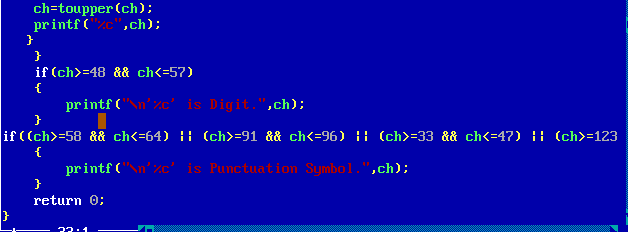 ch=toupper(ch);
printf("%c",ch);
}
}
if(ch>=48 && ch<=57)
{
printf("\n'%c' is Digit.",ch);
}
if((ch>=58 && ch<=64) || (ch>=91 && ch<=96) || (ch>=33 && ch<=47) || (ch>=123
{
printf("\n'%c' is Punctuation Symbol.",ch);
}
return 0;
}
33:1